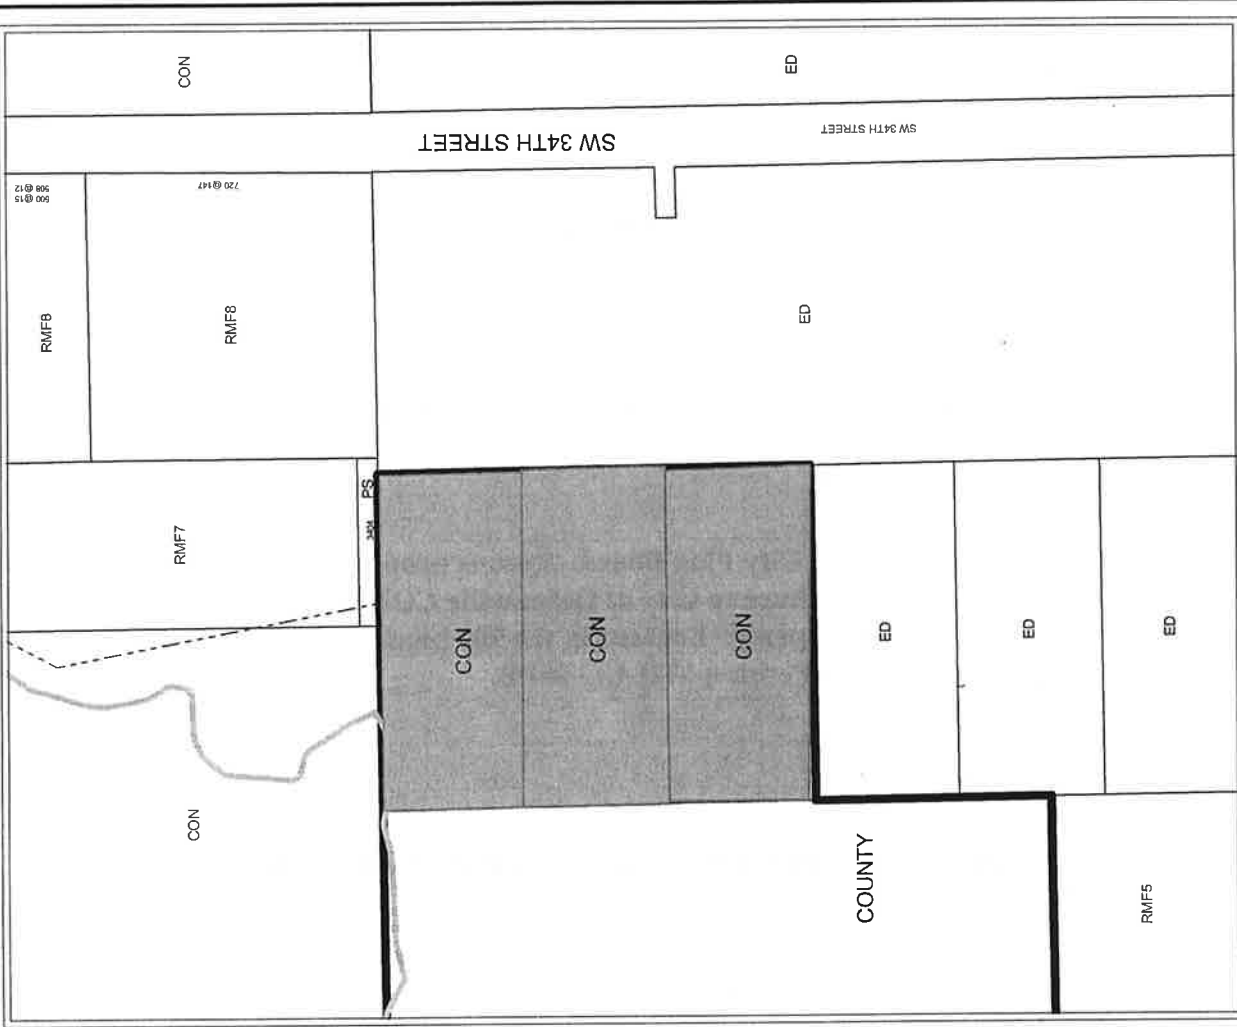 CON
ED
SW 34TH STREET
SW 34TH STREET
500 @15
508 @12
720 @147
RMF8
RMF8
ED
RMF7
PS
CON
CON
CON
CON
ED
ED
ED
COUNTY
RMF5